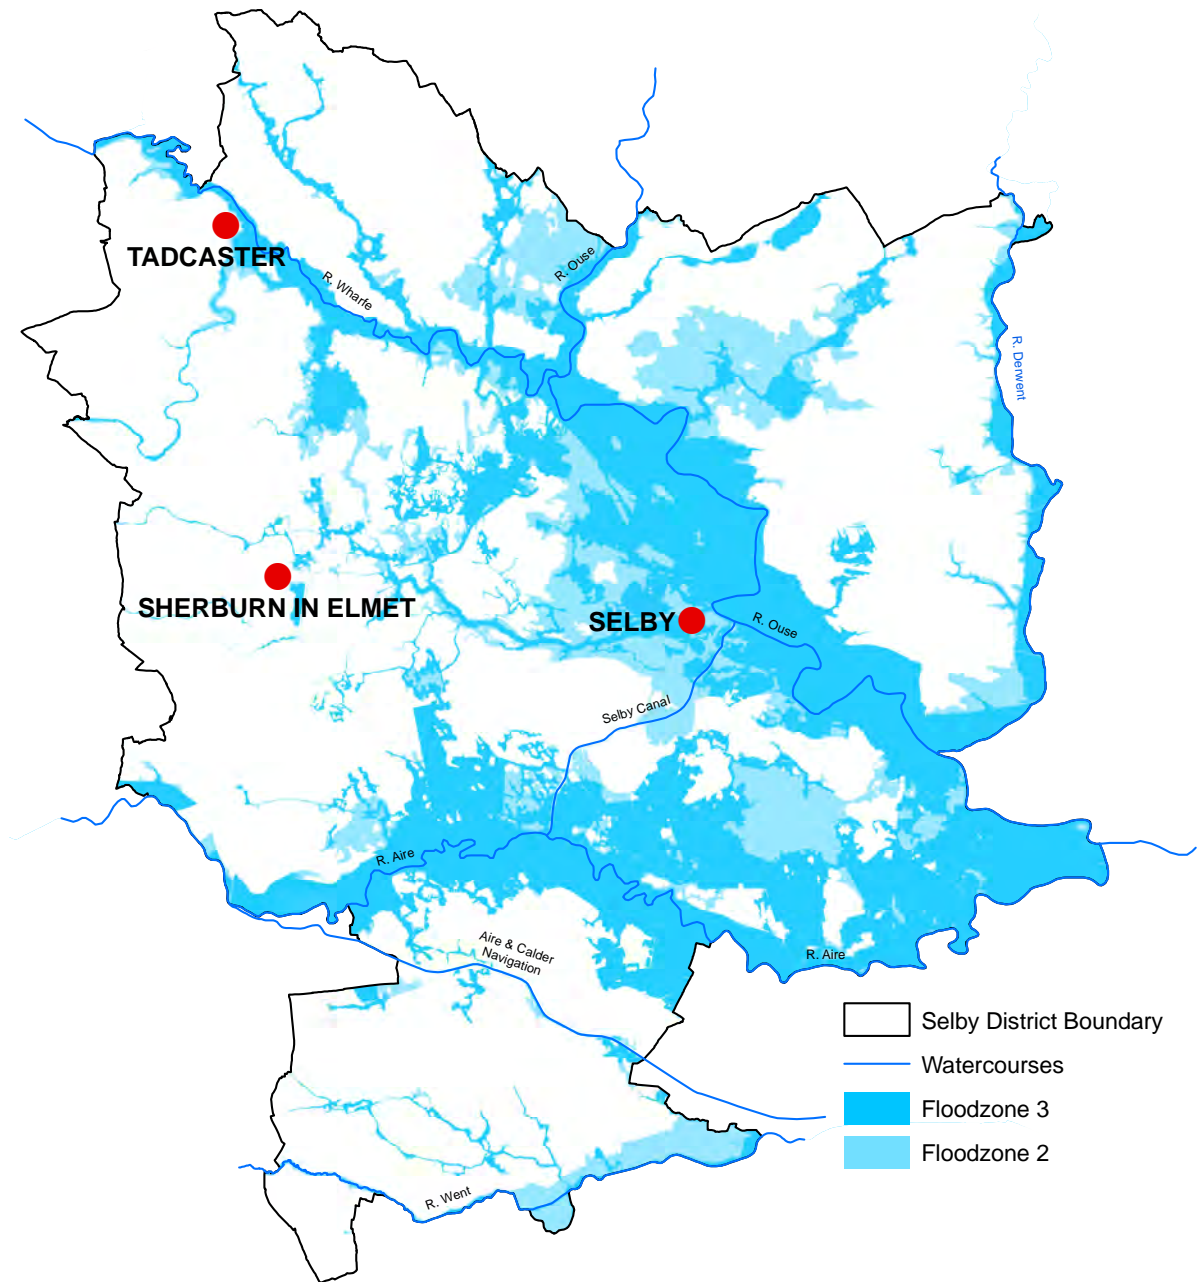 TADCASTER
R. Wharfe
R. Ouse
R. Derwent
SHERBURN IN ELMET
SELBY
R. Ouse
Selby Canal
R. Aire
Aire & Calder
Navigation
R. Aire
R. Went
Selby District Boundary
Watercourses
Floodzone 3
Floodzone 2